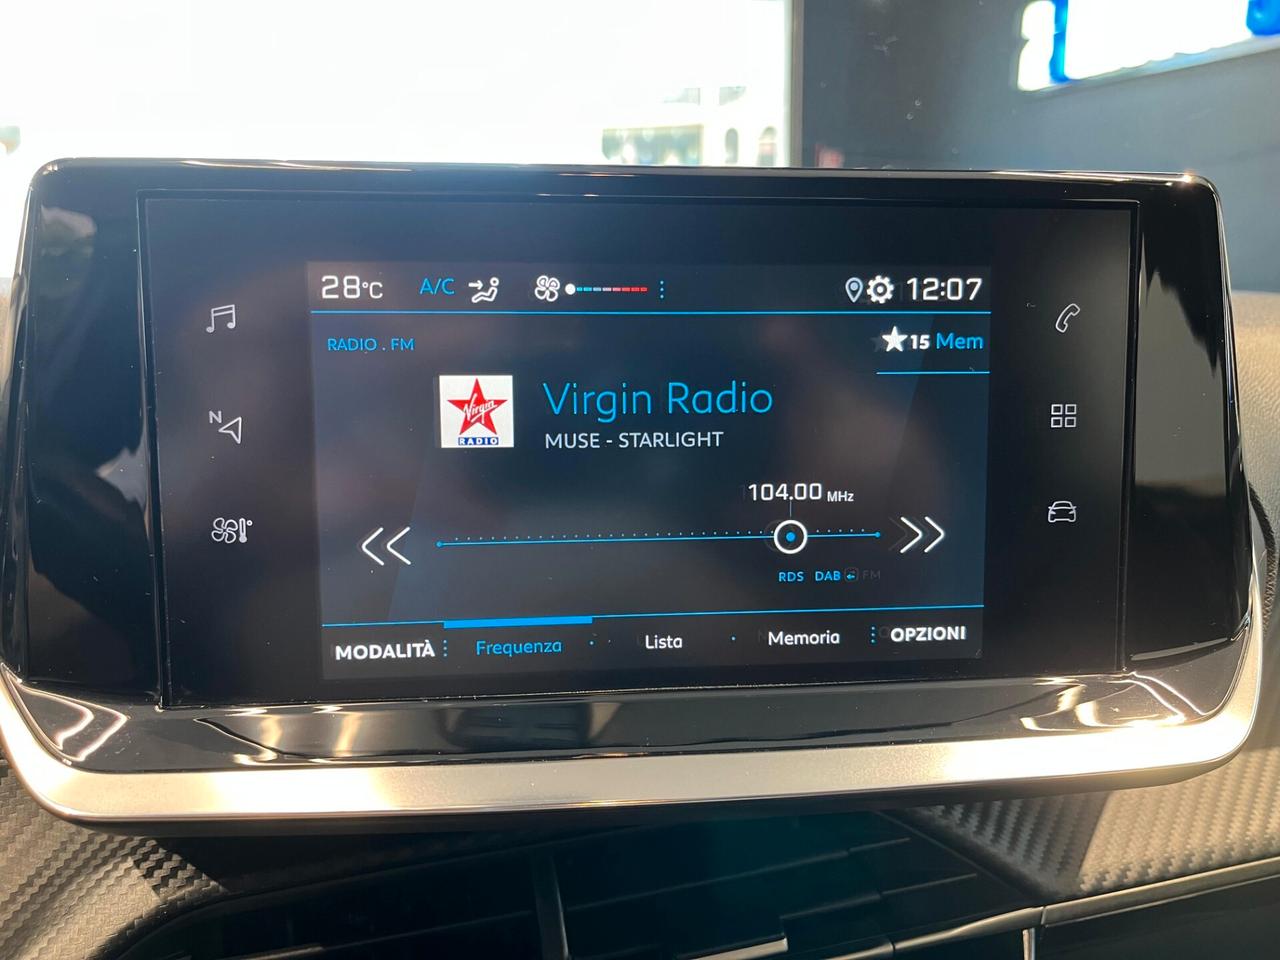 28°C A/C 12:07
RADIO . FM
15 Mem
Virgin
RADIO
Virgin Radio
MUSE - STARLIGHT
N
104.00 MHz
RDS DAB FM
MODALITÀ Frequenza Lista Memoria OPZIONI